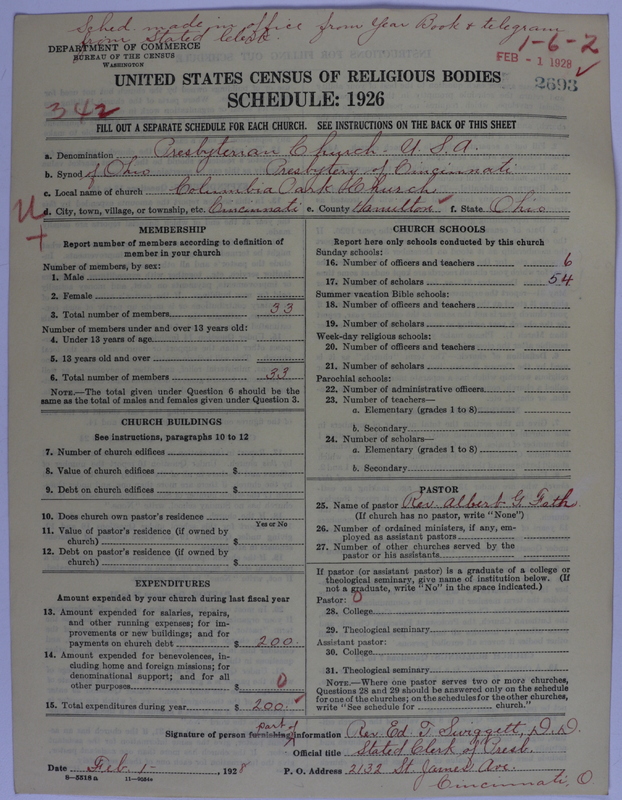 Sched. made in office from Year Book & telegram
from Stated Clerk.
1-6-2
DEPARTMENT OF COMMERCE
BUREAU OF THE CENSUS
WASHINGTON
FEB - 1 1928 ✓
2693
UNITED STATES CENSUS OF RELIGIOUS BODIES
342
SCHEDULE: 1926
FILL OUT A SEPARATE SCHEDULE FOR EACH CHURCH. SEE INSTRUCTIONS ON THE BACK OF THIS SHEET
a. Denomination Presbyterian Church - U.S.A.
b. Synod of Ohio Presbytery of Cincinnati
c. Local name of church Columbia Park Church
d. City, town, village, or township, etc. Cincinnati e. County Hamilton f. State Ohio
MEMBERSHIP
Report number of members according to definition of
member in your church
Number of members, by sex:
1. Male
2. Female
3. Total number of members 33
Number of members under and over 13 years old:
4. Under 13 years of age
5. 13 years old and over
6. Total number of members 33
NOTE.—The total given under Question 6 should be the
same as the total of males and females given under Question 3.
CHURCH BUILDINGS
See instructions, paragraphs 10 to 12
7. Number of church edifices
8. Value of church edifices $
9. Debt on church edifices $
10. Does church own pastor's residence
Yes or No
11. Value of pastor's residence (if owned by
church) $
12. Debt on pastor's residence (if owned by
church) $
EXPENDITURES
Amount expended by your church during last fiscal year
13. Amount expended for salaries, repairs,
and other running expenses; for im-
provements or new buildings; and for
payments on church debt $ 200.
14. Amount expended for benevolences, in-
cluding home and foreign missions; for
denominational support; and for all
other purposes $ 0
15. Total expenditures during year $ 200. ✓
CHURCH SCHOOLS
Report here only schools conducted by this church
Sunday schools:
16. Number of officers and teachers 6
17. Number of scholars 54
Summer vacation Bible schools:
18. Number of officers and teachers
19. Number of scholars
Week-day religious schools:
20. Number of officers and teachers
21. Number of scholars
Parochial schools:
22. Number of administrative officers
23. Number of teachers—
a. Elementary (grades 1 to 8)
b. Secondary
24. Number of scholars—
a. Elementary (grades 1 to 8)
b. Secondary
PASTOR
25. Name of pastor Rev. Albert G. Fath
(If church has no pastor, write "None")
26. Number of ordained ministers, if any, em-
ployed as assistant pastors
27. Number of other churches served by the
pastor or his assistants
If pastor (or assistant pastor) is a graduate of a college or
theological seminary, give name of institution below. (If
not a graduate, write "No" in the space indicated.)
Pastor: 0
28. College
29. Theological seminary
Assistant pastor:
30. College
31. Theological seminary
NOTE.—Where one pastor serves two or more churches,
Questions 28 and 29 should be answered only on the schedule
for one of the churches; on the schedules for the other churches,
write "See schedule for church."
part of
Signature of person furnishing information Rev. Ed. T. Swiggett, D.D.
Official title Stated Clerk of Presb.
Date Feb. 1 - , 1928 P. O. Address 2132 St. James Ave.
Cincinnati, O